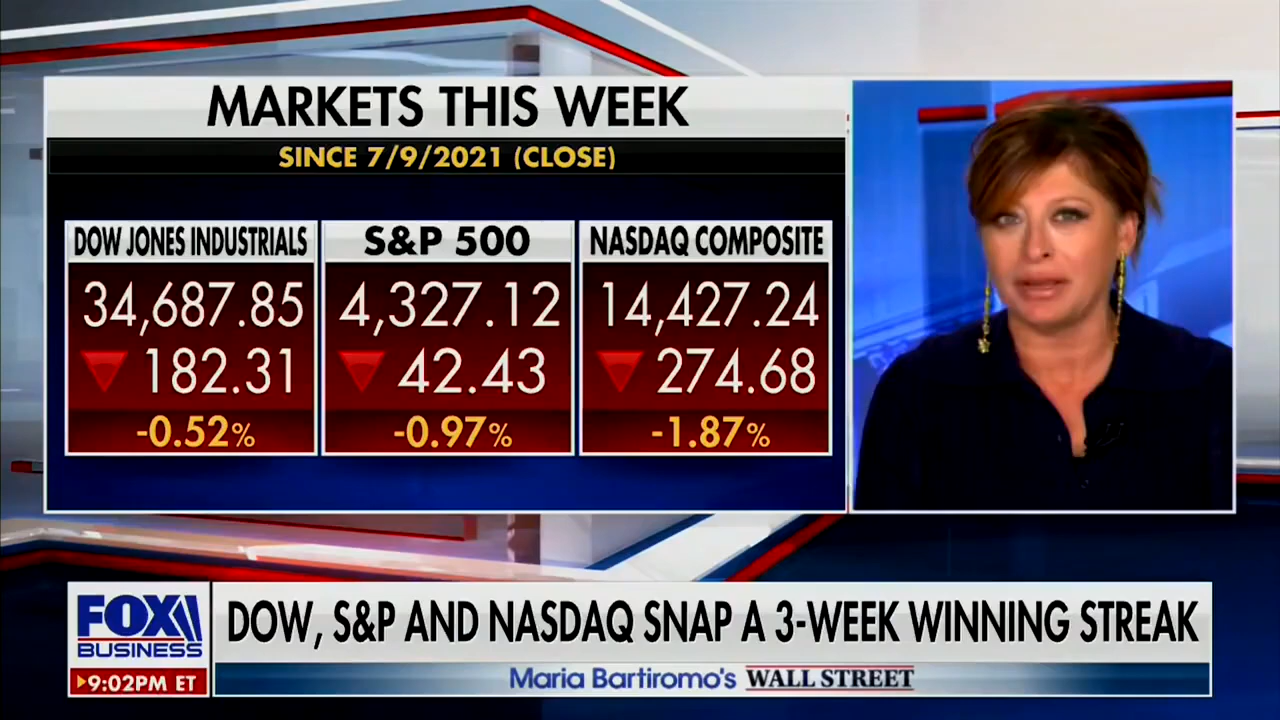 MARKETS THIS WEEK
SINCE 7/9/2021 (CLOSE)
DOW JONES INDUSTRIALS
34,687.85
182.31
-0.52%
S&P 500
4,327.12
42.43
-0.97%
NASDAQ COMPOSITE
14,427.24
274.68
-1.87%
FOX
BUSINESS
9:02PM ET
DOW, S&P AND NASDAQ SNAP A 3-WEEK WINNING STREAK
Maria Bartiromo's WALL STREET